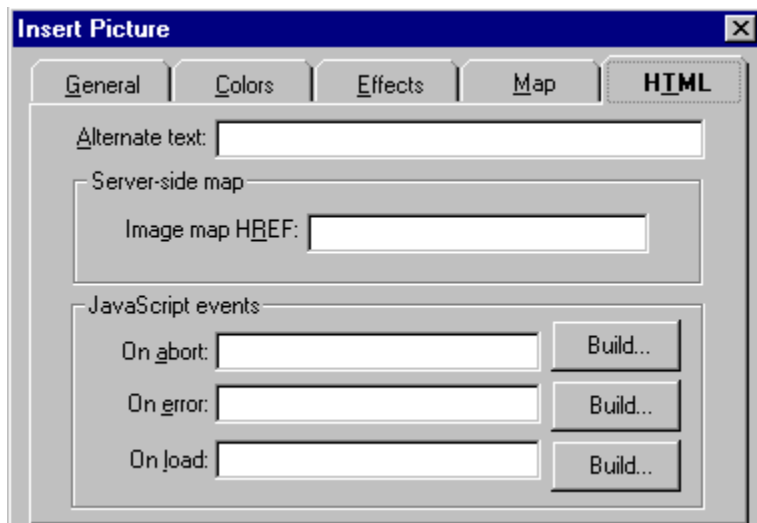 Insert Picture
General Colors Effects Map HTML
Alternate text:
Server-side map
Image map HREF:
JavaScript events
On abort: Build...
On error: Build...
On load: Build...